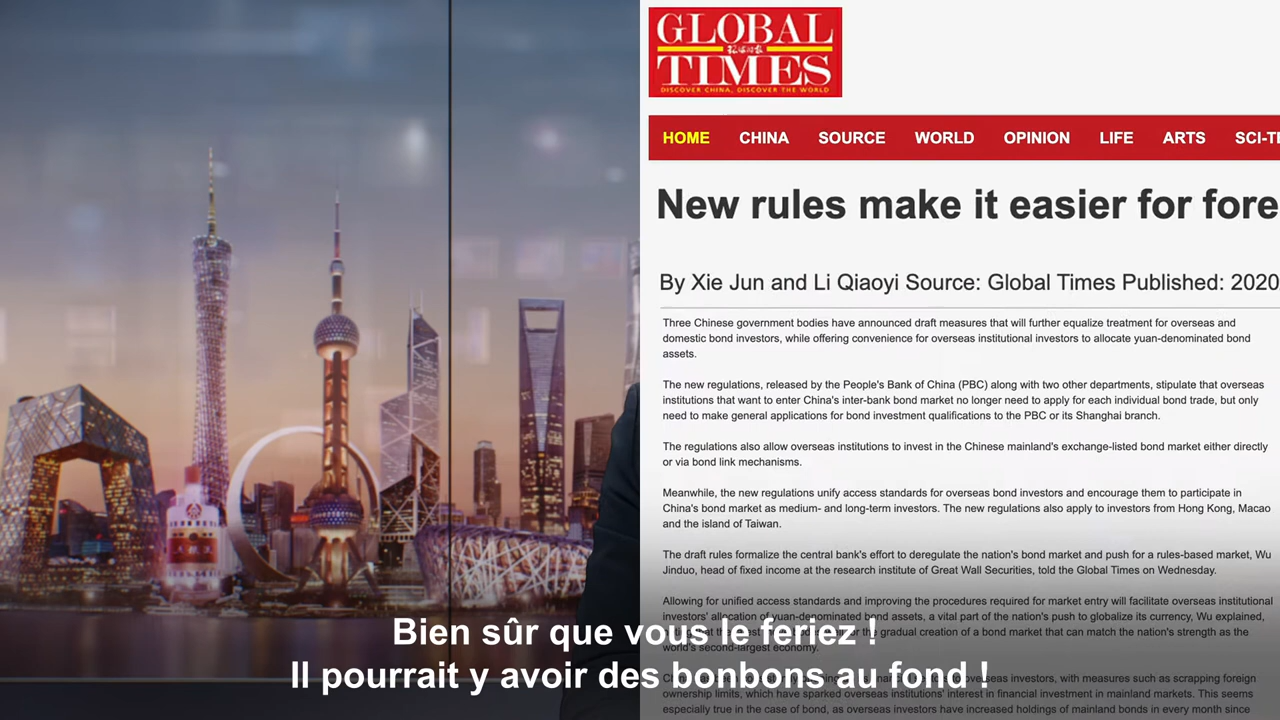 GLOBAL
环球时报
TIMES
DISCOVER CHINA, DISCOVER THE WORLD
HOME CHINA SOURCE WORLD OPINION LIFE ARTS
New rules make it easier for
By Xie Jun and Li Qiaoyi Source: Global Times Published: 2020
Three Chinese government bodies have announced draft measures that will further equalize treatment for overseas and
domestic bond investors, while offering convenience for overseas institutional investors to allocate yuan-denominated bond
assets.
The new regulations, released by the People's Bank of China (PBC) along with two other departments, stipulate that overseas
institutions that want to enter China's inter-bank bond market no longer need to apply for each individual bond trade, but only
need to make general applications for bond investment qualifications to the PBC or its Shanghai branch.
The regulations also allow overseas institutions to invest in the Chinese mainland's exchange-listed bond market either directly
or via bond link mechanisms.
Meanwhile, the new regulations unify access standards for overseas bond investors and encourage them to participate in
China's bond market as medium- and long-term investors. The new regulations also apply to investors from Hong Kong, Macao
and the island of Taiwan.
The draft rules formalize the central bank's effort to deregulate the nation's bond market and push for a rules-based market, Wu
Jinduo, head of fixed income at the research institute of Great Wall Securities, told the Global Times on Wednesday.
Allowing for unified access standards and improving the procedures required for market entry will facilitate overseas institutional
investors' allocation of yuan-denominated bond assets, a vital part of the nation's push to globalize its currency, Wu explained,
the gradual creation of a bond market that can match the nation's strength as the
world's second-largest economy.
overseas investors, with measures such as scrapping foreign
ownership limits, which have sparked overseas institutions' interest in financial investment in mainland markets. This seems
especially true in the case of bond, as overseas investors have increased holdings of mainland bonds in every month since
Bien sûr que vous le feriez !
Il pourrait y avoir des bonbons au fond !